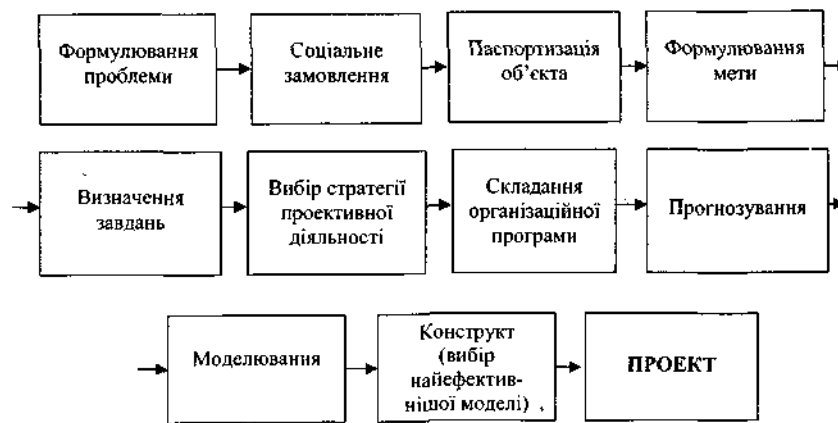 Формулювання
проблеми
Соціальне
замовлення
Паспортизація
об'єкта
Формулювання
мети
Визначення
завдань
Вибір стратегії
проективної
діяльності
Складання
організаційної
програми
Прогнозування
Моделювання
Конструкт
(вибір
найефектив-
нішої моделі)
ПРОЕКТ